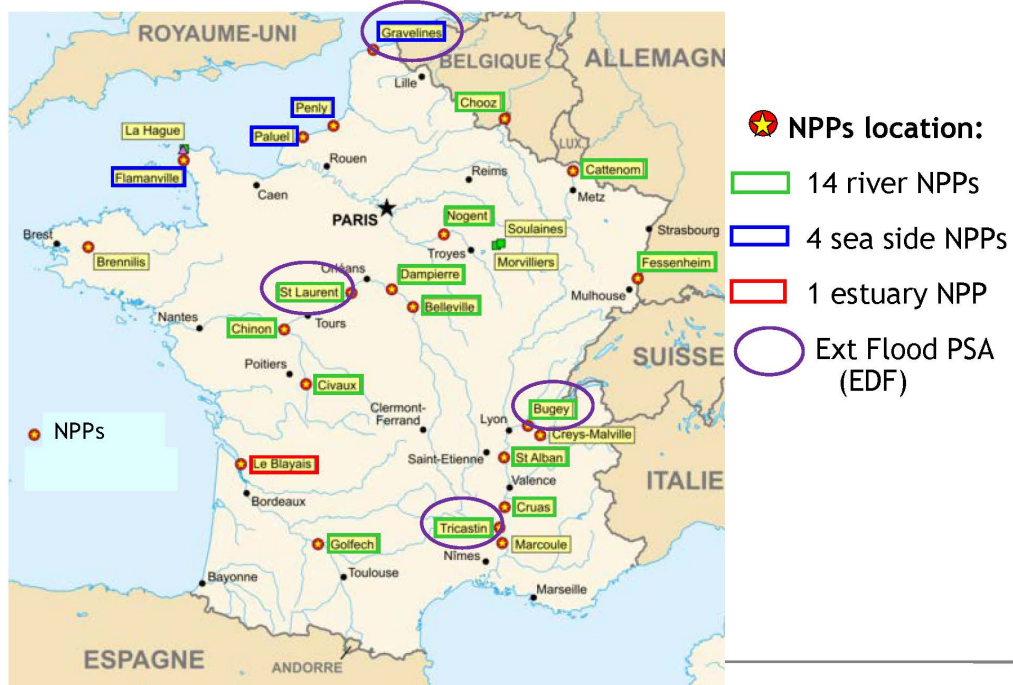 ROYAUME-UNI
Gravelines
BELGIQUE
ALLEMAGN
Lille
Chooz
Penly
La Hague
Paluel
LUX.
Flamanville
Rouen
Reims
Cattenom
Caen
Metz
PARIS
Nogent
Soulaines
Strasbourg
Brest
Brennilis
Troyes
Morvilliers
Fessenheim
Orléans
Dampierre
St Laurent
Mulhouse
Belleville
Nantes
Chinon
Tours
SUISSE
Poitiers
Civaux
Clermont-
Ferrand
Bugey
Lyon
Creys-Malville
NPPs
Saint-Etienne
St Alban
Le Blayais
Valence
ITALIE
Bordeaux
Cruas
Tricastin
Golfech
Marcoule
Nîmes
Bayonne
Toulouse
Marseille
ESPAGNE
ANDORRE
NPPs location:
14 river NPPs
4 sea side NPPs
1 estuary NPP
Ext Flood PSA
(EDF)